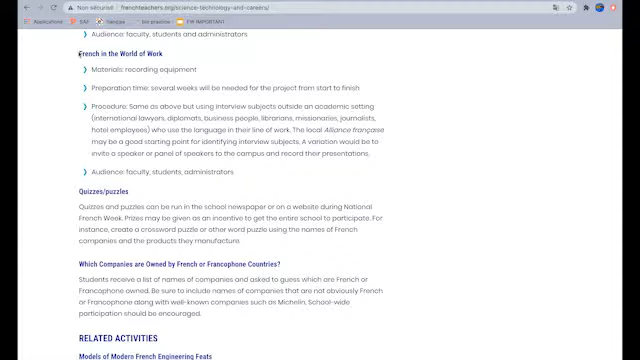 Non sécurisé | frenchteachers.org/science-technology-and-careers/
Applications
SAS
français
bio practice
FW IMPORTANT
Audience: faculty, students and administrators
French in the World of Work
Materials: recording equipment
Preparation time: several weeks will be needed for the project from start to finish
Procedure: Same as above but using interview subjects outside an academic setting
(international lawyers, diplomats, business people, librarians, missionaries, journalists,
hotel employees) who use the language in their line of work. The local Alliance française
may be a good starting point for identifying interview subjects. A variation would be to
invite a speaker or panel of speakers to the campus and record their presentations.
Audience: faculty, students, administrators
Quizzes/puzzles
Quizzes and puzzles can be run in the school newspaper or on a website during National
French Week. Prizes may be given as an incentive to get the entire school to participate. For
instance, create a crossword puzzle or other word puzzle using the names of French
companies and the products they manufacture.
Which Companies are Owned by French or Francophone Countries?
Students receive a list of names of companies and asked to guess which are French or
Francophone owned. Be sure to include names of companies that are not obviously French
or Francophone along with well-known companies such as Michelin. School-wide
participation should be encouraged.
RELATED ACTIVITIES
Models of Modern French Engineering Feats